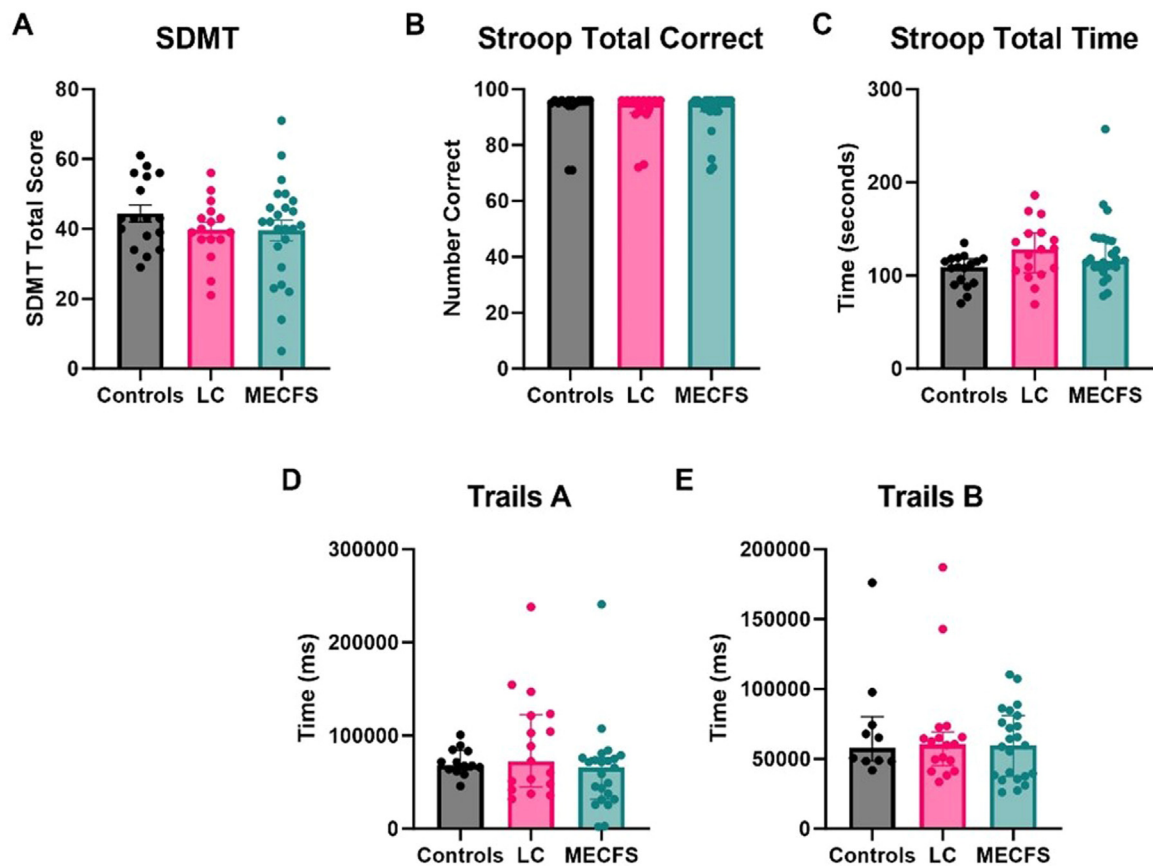 A
SDMT
SDMT Total Score
80
60
40
20
0
Controls LC MECFS
B
Stroop Total Correct
Number Correct
100
80
60
40
20
0
Controls LC MECFS
C
Stroop Total Time
Time (seconds)
300
200
100
0
Controls LC MECFS
D
Trails A
Time (ms)
300000
200000
100000
0
Controls LC MECFS
E
Trails B
Time (ms)
200000
150000
100000
50000
0
Controls LC MECFS